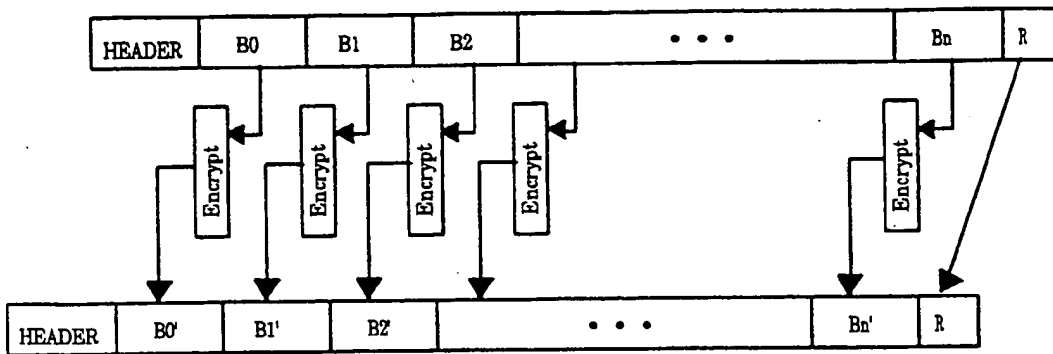 HEADER B0 B1 B2 • • • Bn R
Encrypt Encrypt Encrypt Encrypt Encrypt
HEADER B0' B1' B2' • • • Bn' R